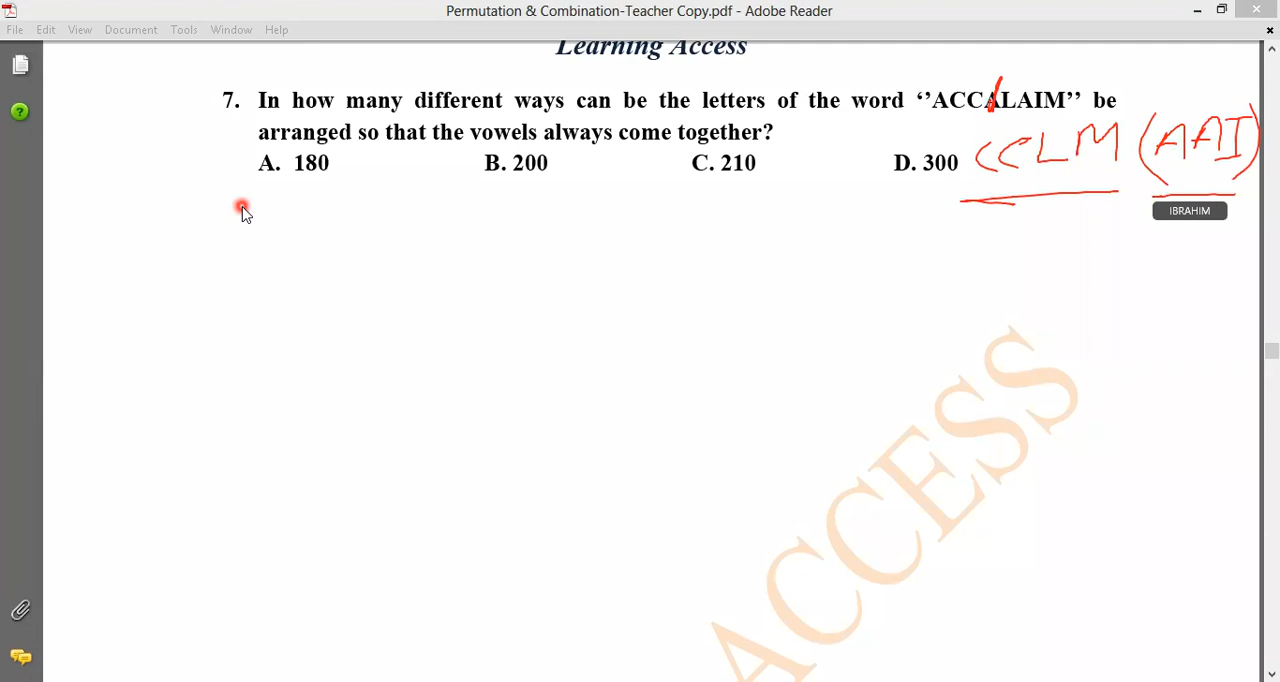 Permutation & Combination-Teacher Copy.pdf - Adobe Reader
File Edit View Document Tools Window Help
Learning Access
7. In how many different ways can be the letters of the word ‘’ACCALAIM’’ be
arranged so that the vowels always come together?
A. 180 B. 200 C. 210 D. 300
CCLM (AAI)
IBRAHIM
ACCESS